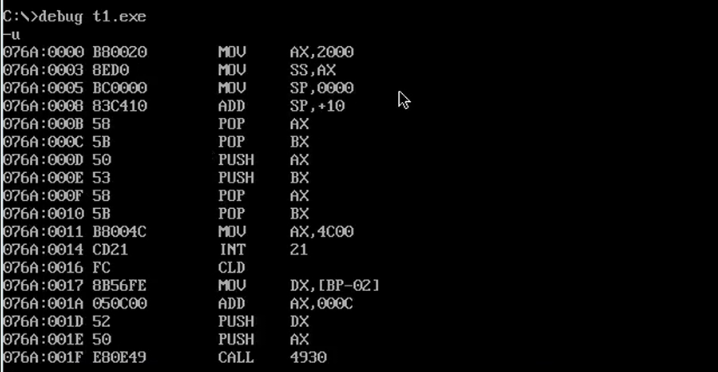 C:\>debug t1.exe
-u
076A:0000 B80020 MOV AX,2000
076A:0003 8ED0 MOV SS,AX
076A:0005 BC0000 MOV SP,0000
076A:0008 83C410 ADD SP,+10
076A:000B 58 POP AX
076A:000C 5B POP BX
076A:000D 50 PUSH AX
076A:000E 53 PUSH BX
076A:000F 58 POP AX
076A:0010 5B POP BX
076A:0011 B8004C MOV AX,4C00
076A:0014 CD21 INT 21
076A:0016 FC CLD
076A:0017 8B56FE MOV DX,[BP-02]
076A:001A 050C00 ADD AX,000C
076A:001D 52 PUSH DX
076A:001E 50 PUSH AX
076A:001F E80E49 CALL 4930